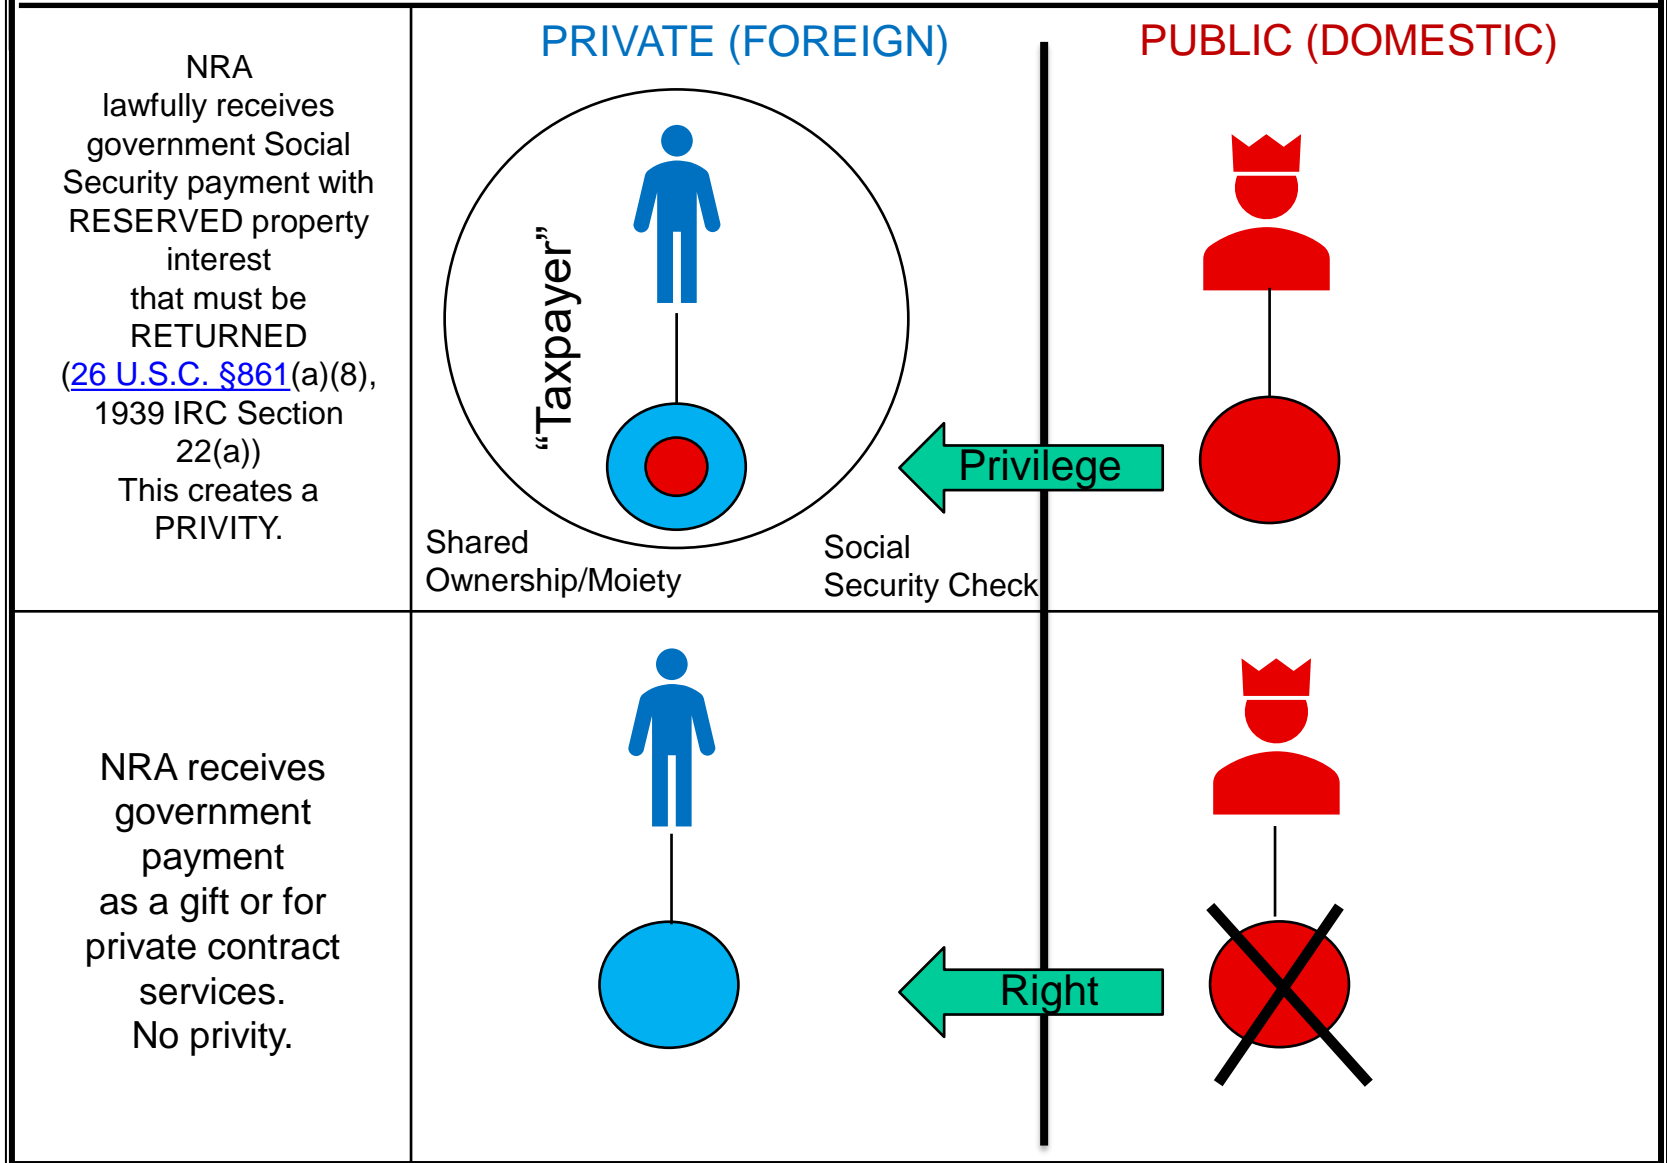 PRIVATE (FOREIGN)
PUBLIC (DOMESTIC)
NRA
lawfully receives
government Social
Security payment with
RESERVED property
interest
that must be
RETURNED
(26 U.S.C. §861(a)(8),
1939 IRC Section
22(a))
This creates a
PRIVITY.
“Taxpayer”
Privilege
Shared
Ownership/Moiety
Social
Security Check
NRA receives
government
payment
as a gift or for
private contract
services.
No privity.
Right